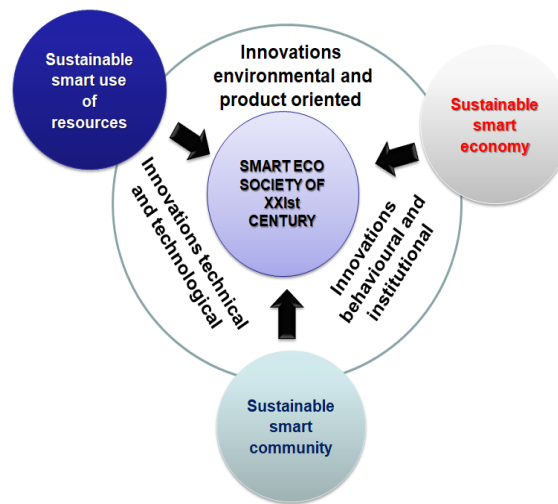 Sustainable
smart use
of
resources
Innovations
environmental and
product oriented
Sustainable
smart
economy
SMART ECO
SOCIETY OF
XXIst
CENTURY
Innovations technical
and technological
Innovations
behavioural and
institutional
Sustainable
smart
community